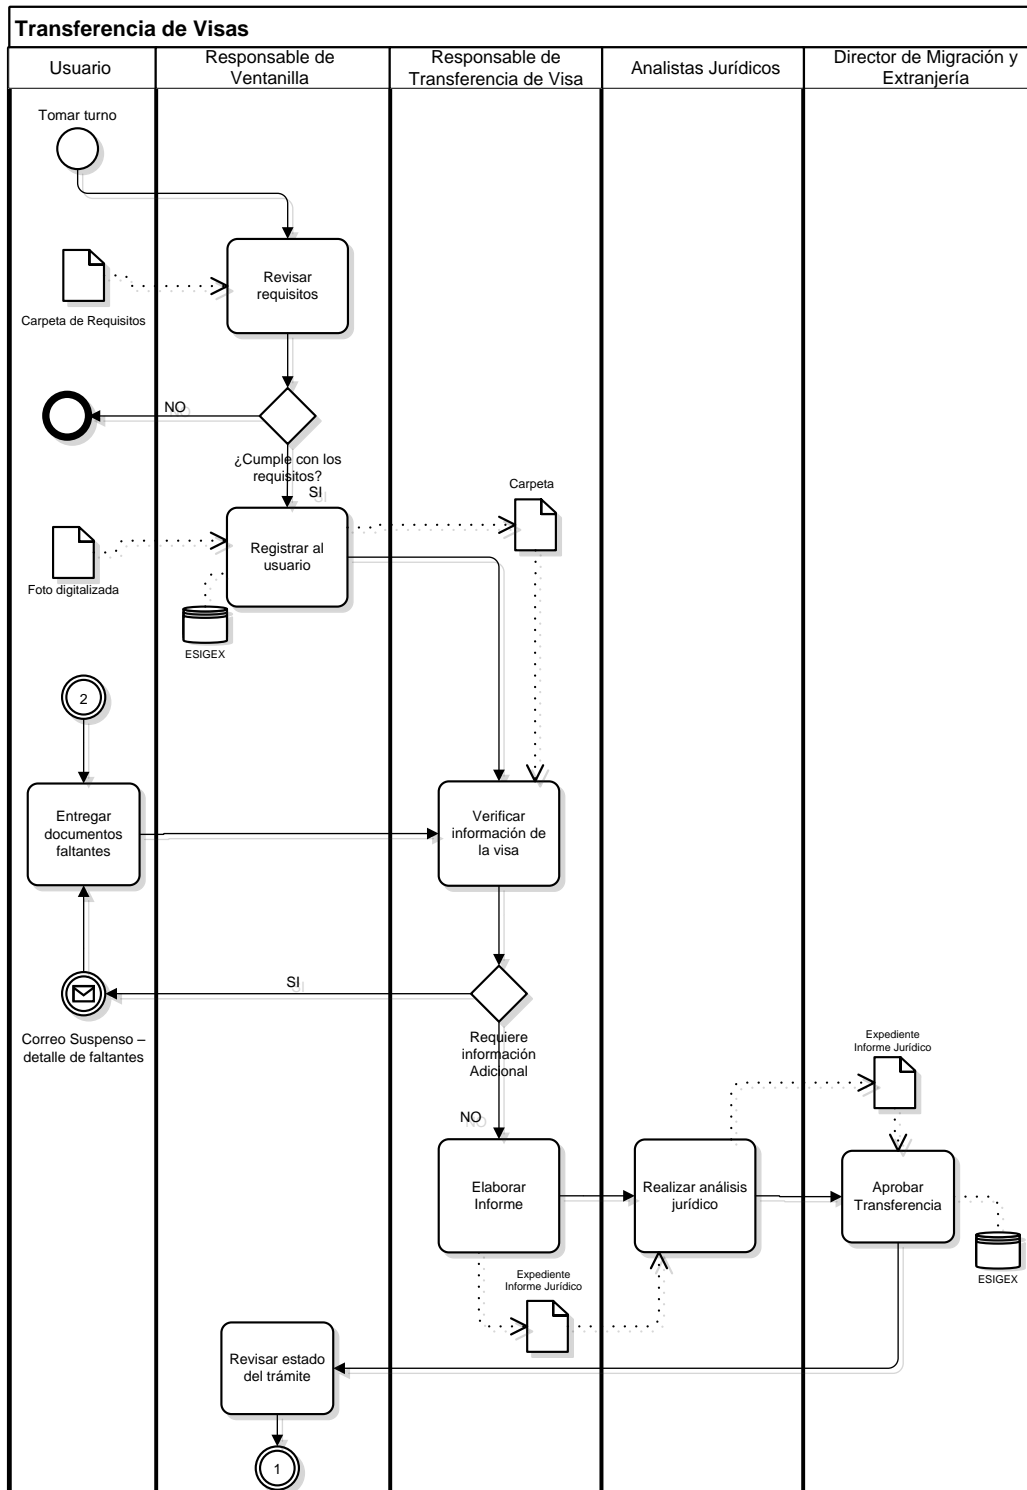 Transferencia de Visas
Usuario
Responsable de
Ventanilla
Responsable de
Transferencia de Visa
Analistas Jurídicos
Director de Migración y
Extranjería
Tomar turno
Revisar
requisitos
Carpeta de Requisitos
NO
¿Cumple con los
requisitos?
SI
Carpeta
Registrar al
usuario
Foto digitalizada
ESIGEX
2
Entregar
documentos
faltantes
Verificar
información de
la visa
SI
Correo Suspenso –
detalle de faltantes
Requiere
información
Adicional
Expediente
Informe Jurídico
NO
Elaborar
Informe
Realizar análisis
jurídico
Aprobar
Transferencia
ESIGEX
Expediente
Informe Jurídico
Revisar estado
del trámite
1